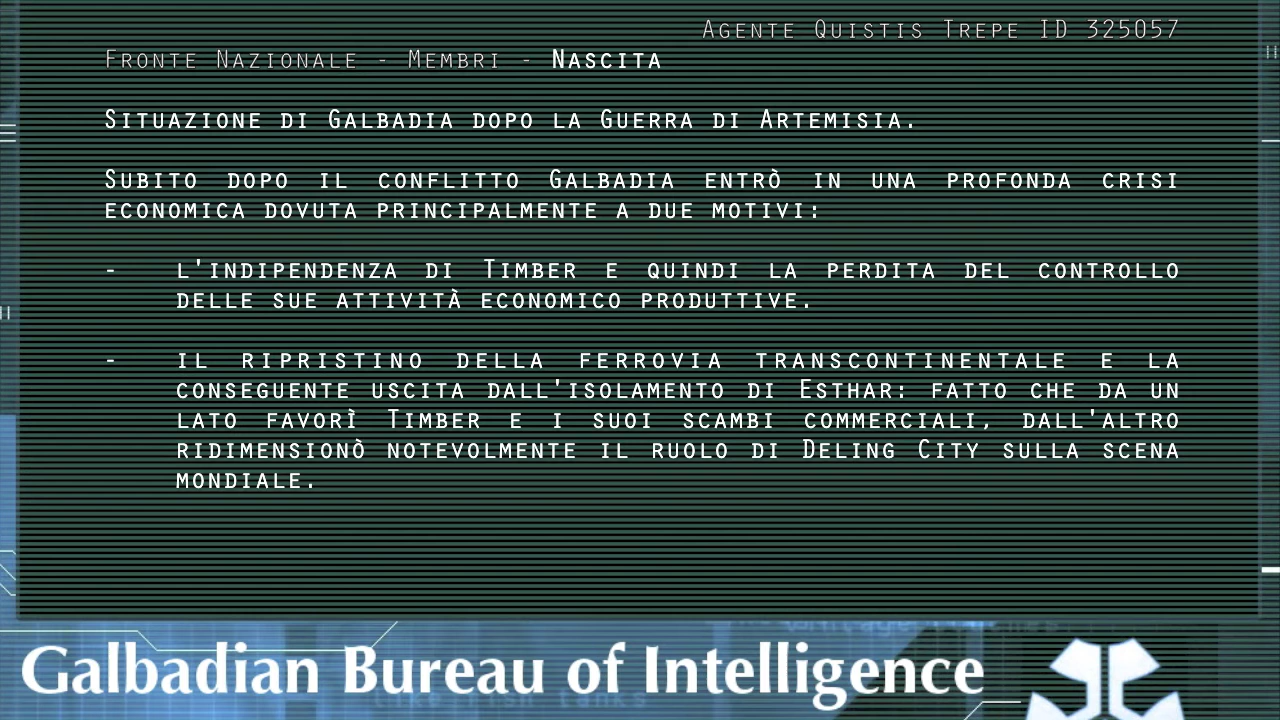 Agente Quistis Trepe ID 325057
Fronte Nazionale - Membri - Nascita
Situazione di Galbadia dopo la Guerra di Artemisia.
Subito dopo il conflitto Galbadia entrò in una profonda crisi
economica dovuta principalmente a due motivi:
- l'indipendenza di Timber e quindi la perdita del controllo
delle sue attività economico produttive.
- il ripristino della ferrovia transcontinentale e la
conseguente uscita dall'isolamento di Esthar: fatto che da un
lato favorì Timber e i suoi scambi commerciali, dall'altro
ridimensionò notevolmente il ruolo di Deling City sulla scena
mondiale.
Galbadian Bureau of Intelligence